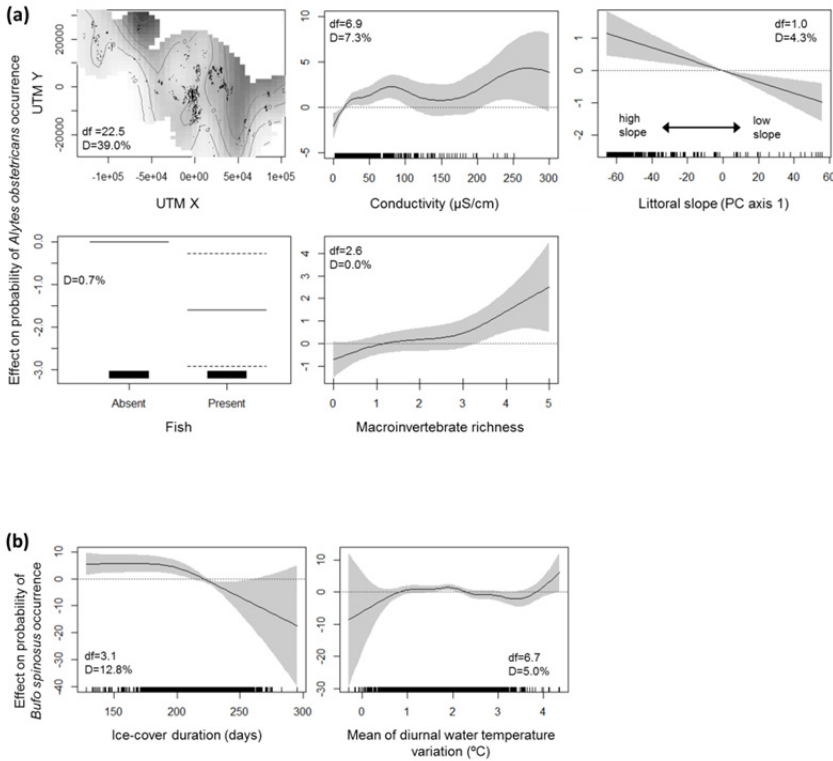 (a)
Effect on probability of Alytes obstetricans occurrence
UTM Y
20000
0
-20000
df =22.5
D=39.0%
-1e+05
-5e+04
0e+00
5e+04
1e+05
UTM X
df=6.9
D=7.3%
10
5
0
-5
0
50
100
150
200
250
300
Conductivity (µS/cm)
df=1.0
D=4.3%
1
0
-1
-2
high slope
low slope
-60
-40
-20
0
20
40
60
Littoral slope (PC axis 1)
0.0
-1.0
-2.0
-3.0
D=0.7%
Absent
Present
Fish
df=2.6
D=0.0%
4
3
2
1
-1
0
1
2
3
4
5
Macroinvertebrate richness
(b)
Effect on probability of
Bufo spinosus occurrence
10
0
-10
-20
-30
-40
df=3.1
D=12.8%
150
200
250
300
Ice-cover duration (days)
10
0
-10
-20
-30
df=6.7
D=5.0%
0
1
2
3
4
Mean of diurnal water temperature
variation (ºC)